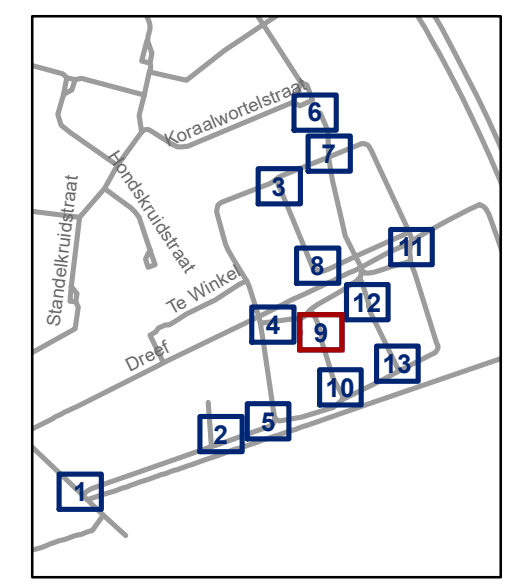 6
Koraalwortelstraat
7
Hondskruidstraat
3
Standelkruidstraat
11
8
Te Winkel
12
4
9
Dreef
13
10
5
2
1